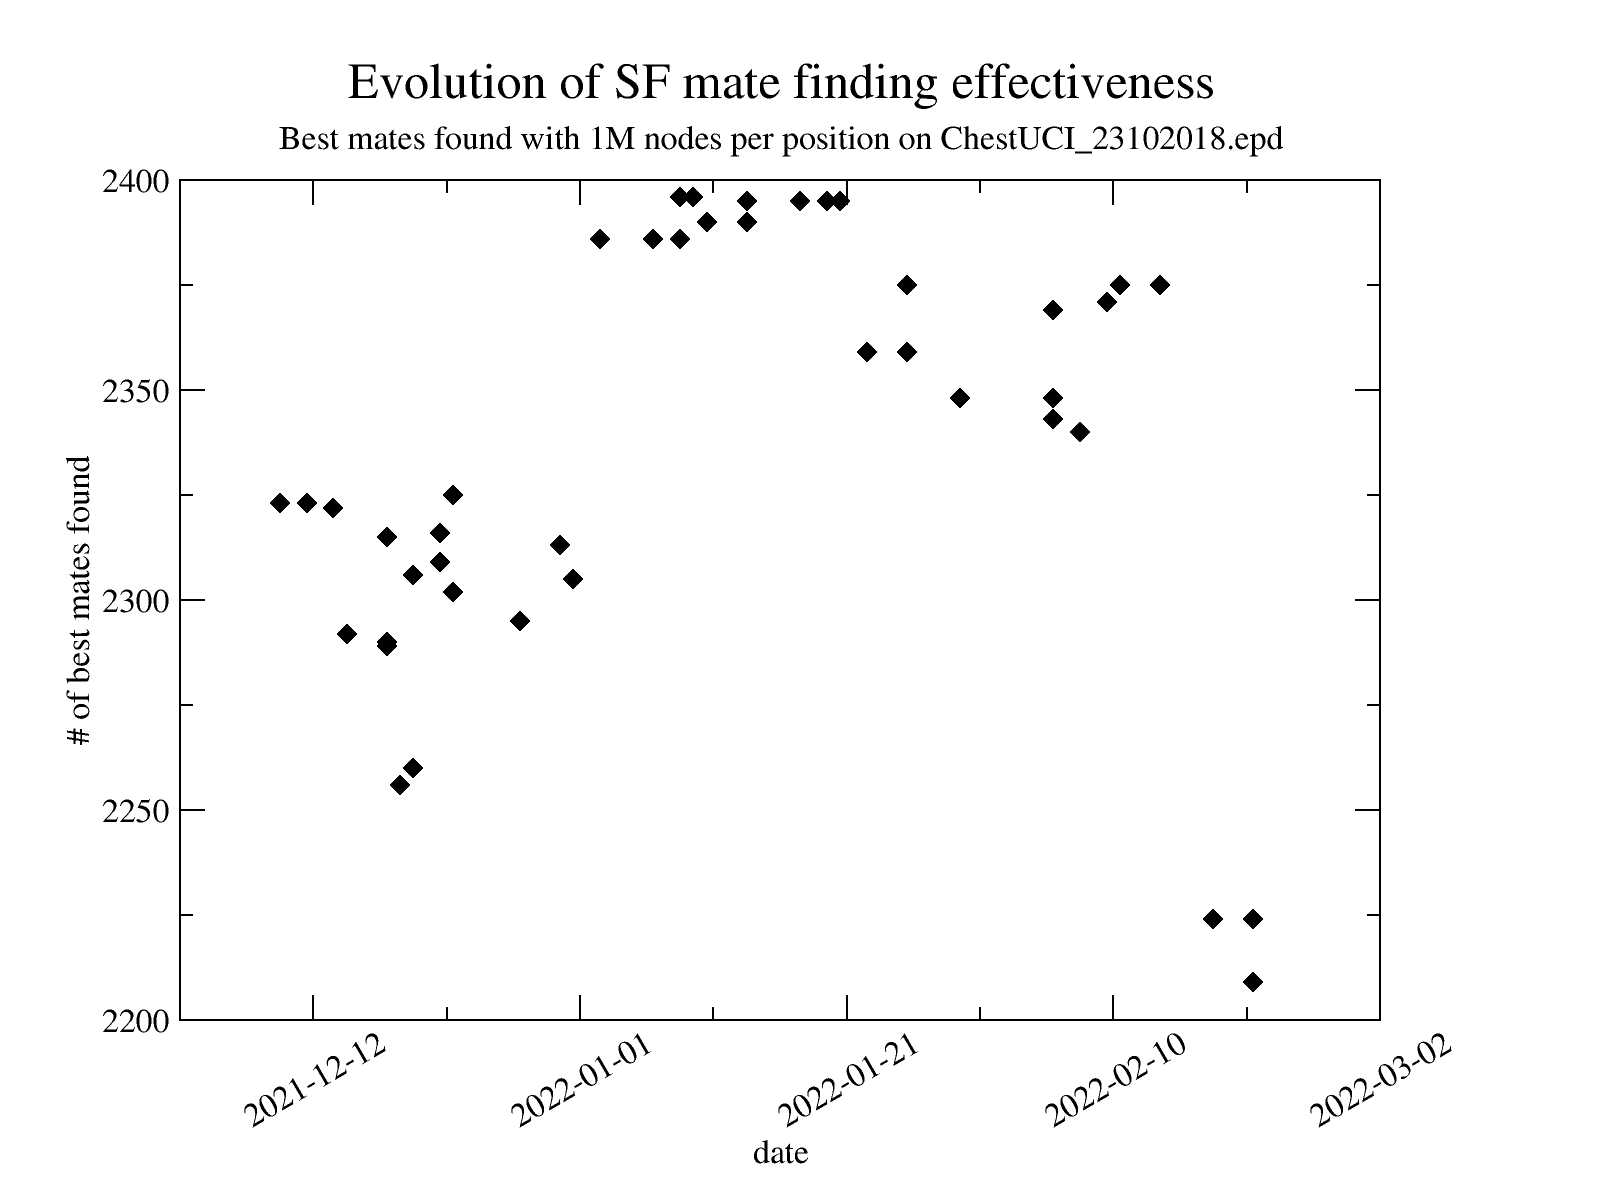 Evolution of SF mate finding effectiveness
Best mates found with 1M nodes per position on ChestUCI_23102018.epd
2400
2350
2300
2250
2200
# of best mates found
2021-12-12
2022-01-01
2022-01-21
2022-02-10
2022-03-02
date